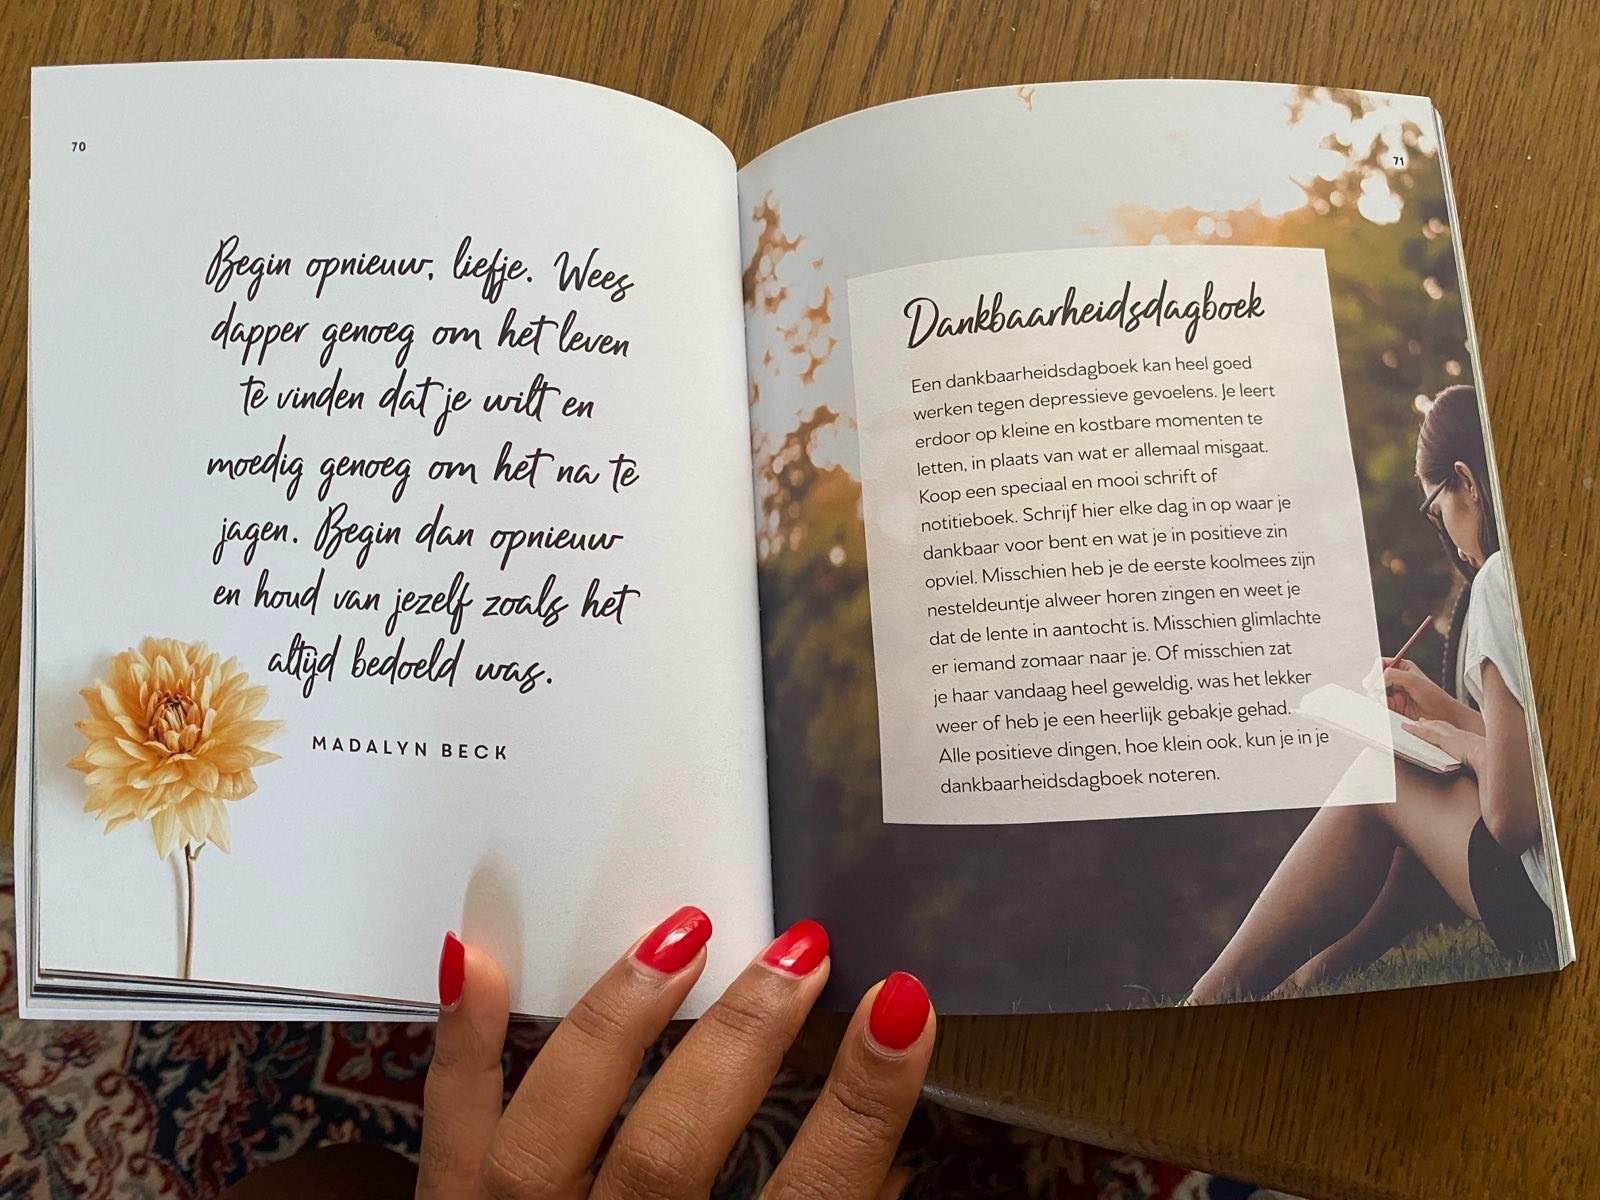 70
Begin opnieuw, liefje. Wees
dapper genoeg om het leven
te vinden dat je wilt en
moedig genoeg om het na te
jagen. Begin dan opnieuw
en houd van jezelf zoals het
altijd bedoeld was.
MADALYN BECK
71
Dankbaarheidsdagboek
Een dankbaarheidsdagboek kan heel goed
werken tegen depressieve gevoelens. Je leert
erdoor op kleine en kostbare momenten te
letten, in plaats van wat er allemaal misgaat.
Koop een speciaal en mooi schrift of
notitieboek. Schrijf hier elke dag in op waar je
dankbaar voor bent en wat je in positieve zin
opviel. Misschien heb je de eerste koolmees zijn
nesteldeuntje alweer horen zingen en weet je
dat de lente in aantocht is. Misschien glimlachte
er iemand zomaar naar je. Of misschien zat
je haar vandaag heel geweldig, was het lekker
weer of heb je een heerlijk gebakje gehad.
Alle positieve dingen, hoe klein ook, kun je in je
dankbaarheidsdagboek noteren.